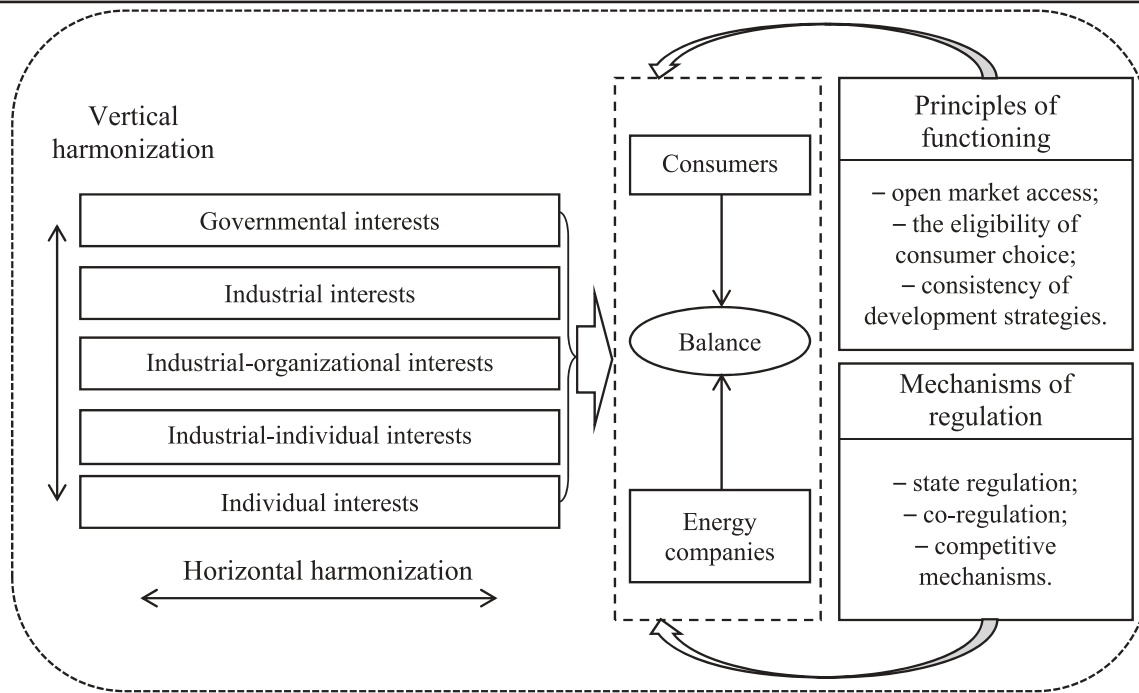 Vertical
harmonization
Governmental interests
Industrial interests
Industrial-organizational interests
Industrial-individual interests
Individual interests
Horizontal harmonization
Consumers
Balance
Energy
companies
Principles of
functioning
– open market access;
– the eligibility of
consumer choice;
– consistency of
development strategies.
Mechanisms of
regulation
– state regulation;
– co-regulation;
– competitive
mechanisms.